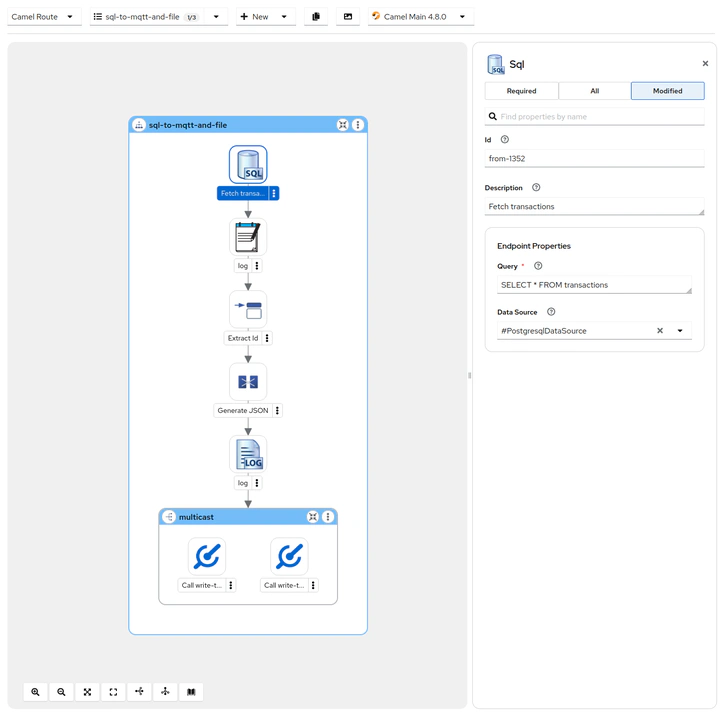 Camel Route
sql-to-mqtt-and-file 1/3
New
Camel Main 4.8.0
sql-to-mqtt-and-file
SQL
Fetch transa...
log
Extract Id
Generate JSON
LOG
log
multicast
Call write-t...
Call write-t...
SQL
Sql
Required
All
Modified
Find properties by name
Id
from-1352
Description
Fetch transactions
Endpoint Properties
Query *
SELECT * FROM transactions
Data Source
#PostgresqlDataSource